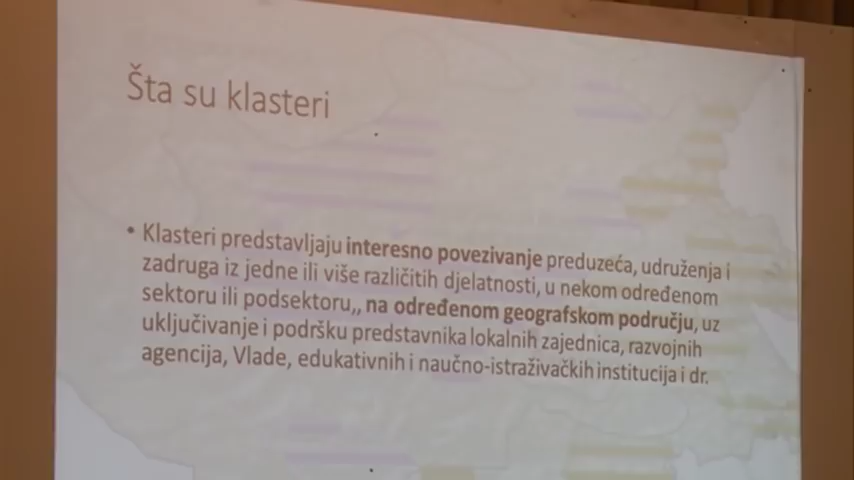 Šta su klasteri
• Klasteri predstavljaju interesno povezivanje preduzeća, udruženja i
zadruga iz jedne ili više različitih djelatnosti, u nekom određenom
sektoru ili podsektoru,, na određenom geografskom području, uz
uključivanje i podršku predstavnika lokalnih zajednica, razvojnih
agencija, Vlade, edukativnih i naučno-istraživačkih institucija i dr.